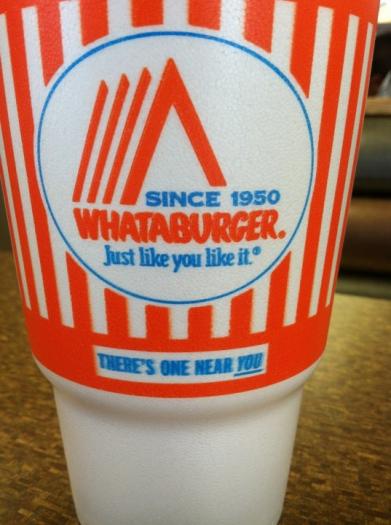 SINCE 1950
WHATABURGER.
Just like you like it.®
THERE'S ONE NEAR YOU